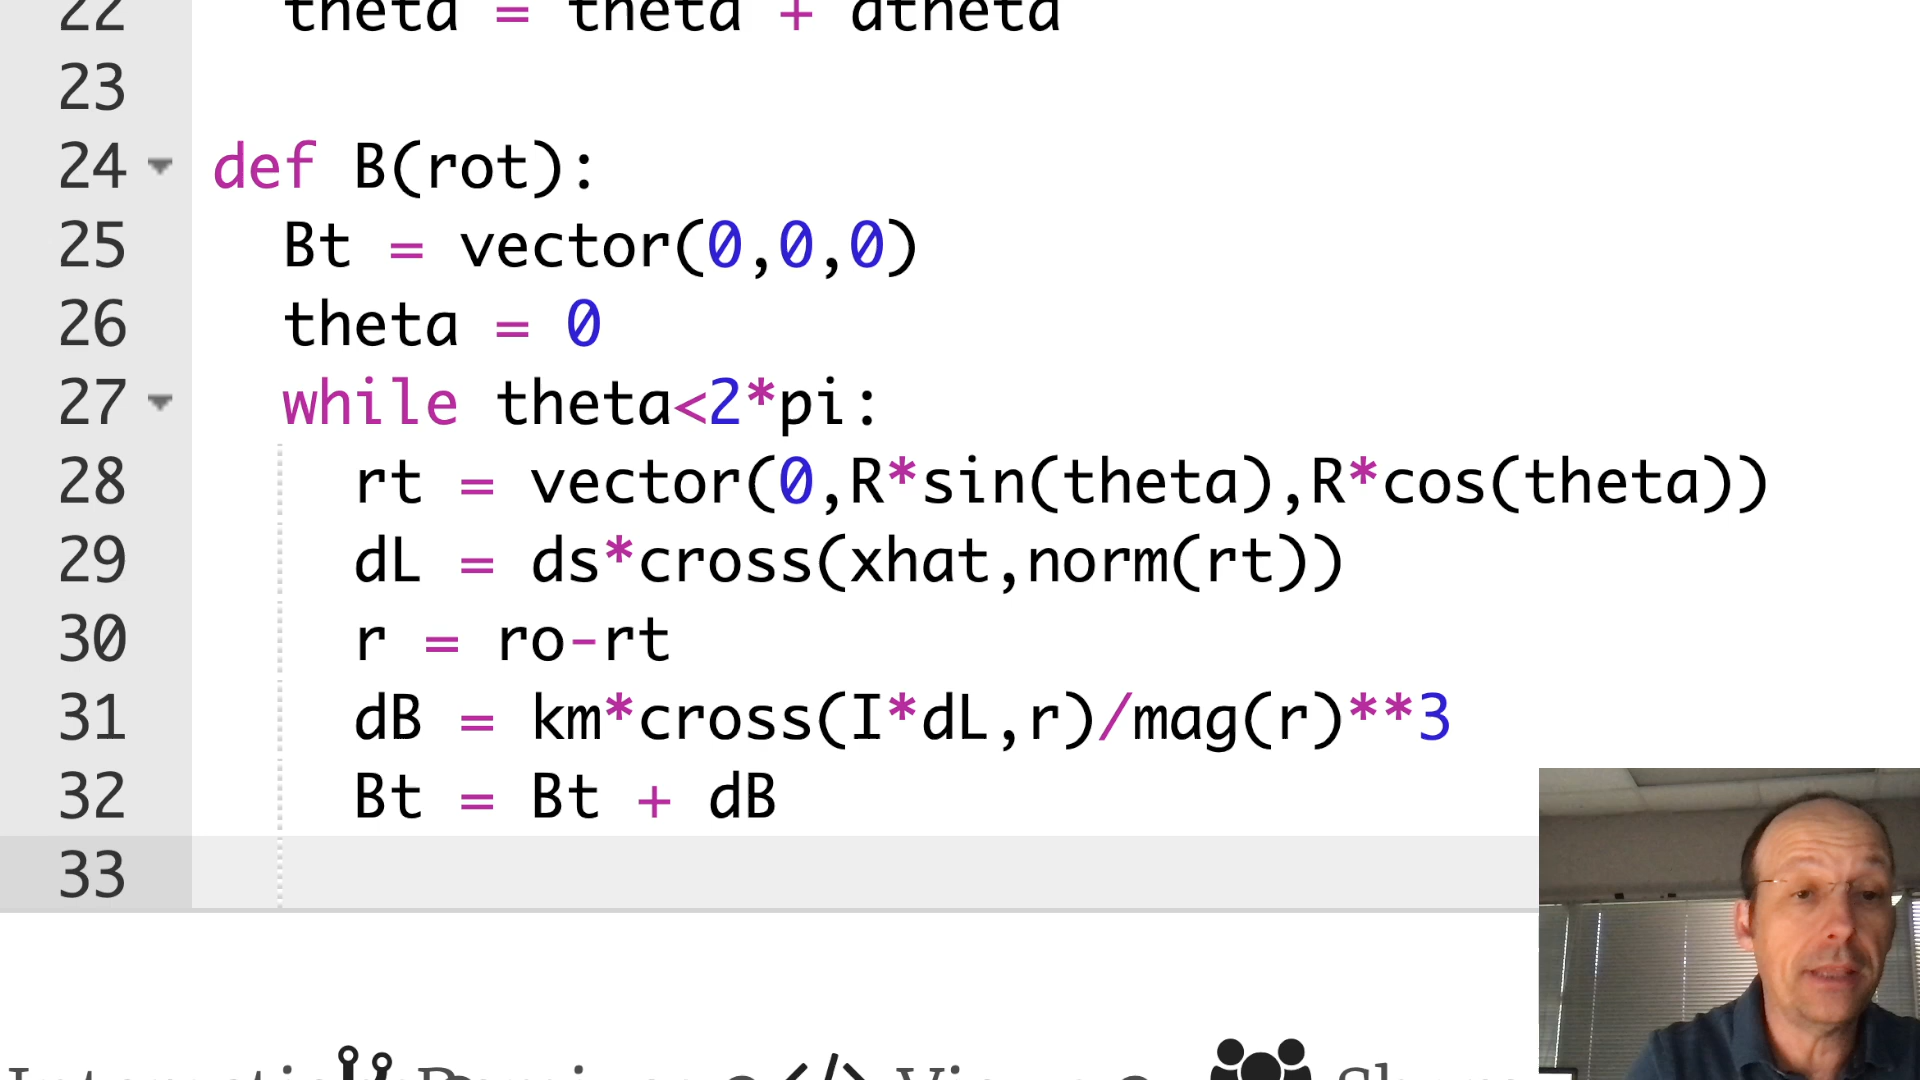 22 theta = theta + dtheta
23
24 def B(rot):
25 Bt = vector(0,0,0)
26 theta = 0
27 while theta<2*pi:
28 rt = vector(0,R*sin(theta),R*cos(theta))
29 dL = ds*cross(xhat,norm(rt))
30 r = ro-rt
31 dB = km*cross(I*dL,r)/mag(r)**3
32 Bt = Bt + dB
33